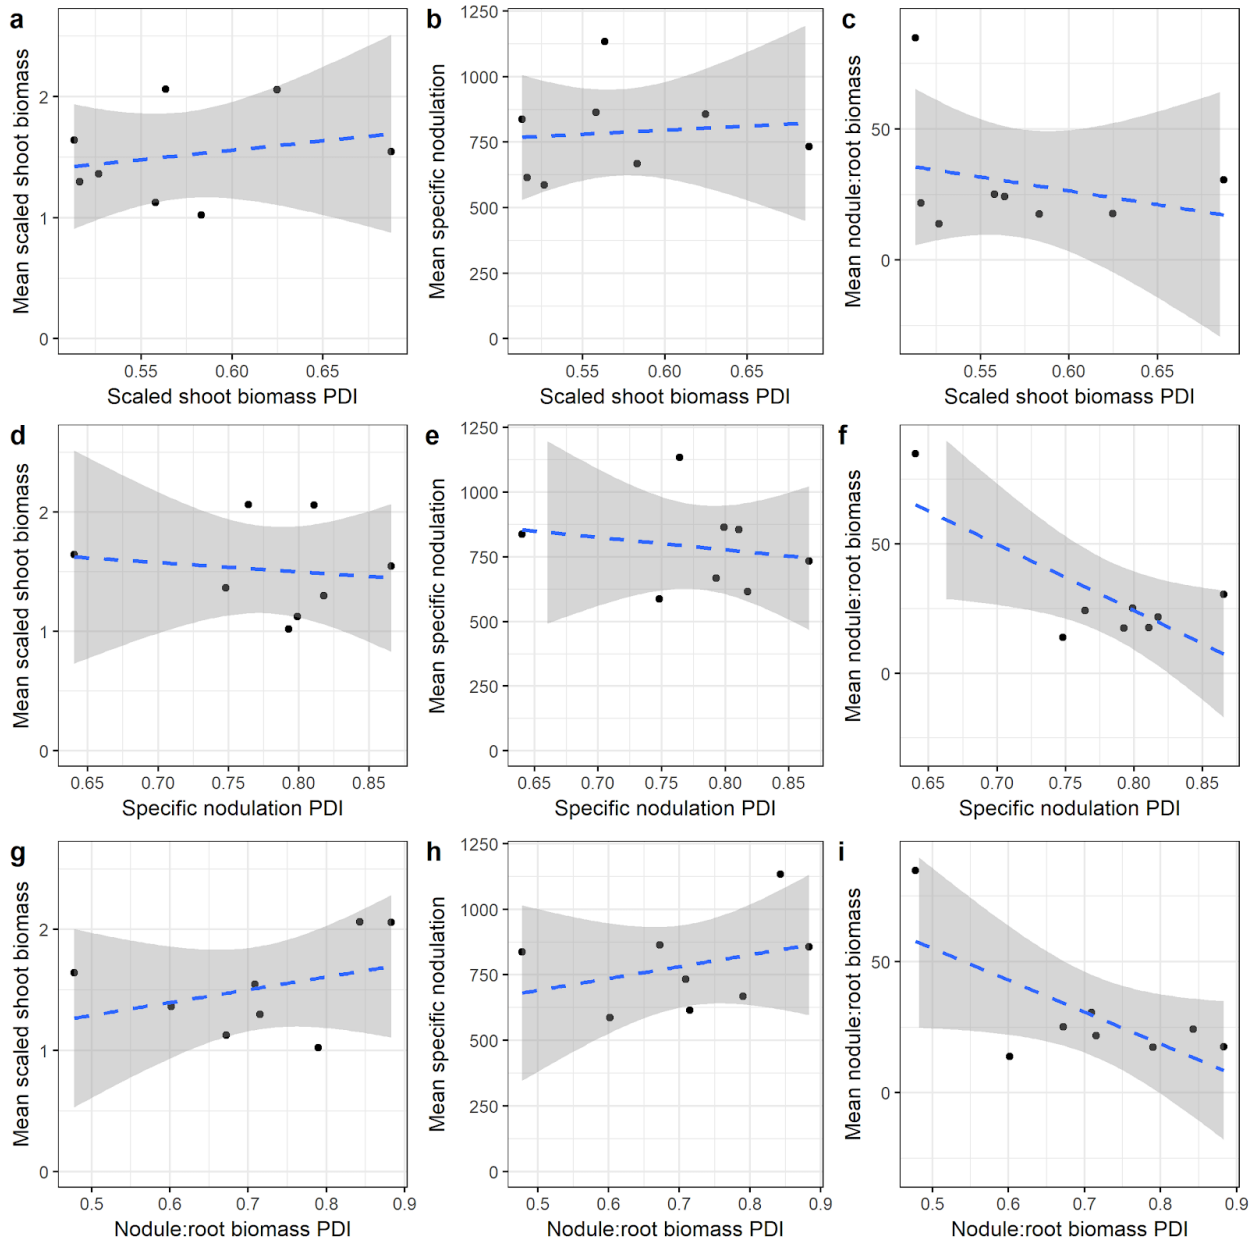 a
Mean scaled shoot biomass
2
1
0
0.55 0.60 0.65
Scaled shoot biomass PDI
b
Mean specific nodulation
1250
1000
750
500
250
0
0.55 0.60 0.65
Scaled shoot biomass PDI
c
Mean nodule:root biomass
50
0
0.55 0.60 0.65
Scaled shoot biomass PDI
d
Mean scaled shoot biomass
2
1
0
0.65 0.70 0.75 0.80 0.85
Specific nodulation PDI
e
Mean specific nodulation
1250
1000
750
500
250
0
0.65 0.70 0.75 0.80 0.85
Specific nodulation PDI
f
Mean nodule:root biomass
50
0
0.65 0.70 0.75 0.80 0.85
Specific nodulation PDI
g
Mean scaled shoot biomass
2
1
0
0.5 0.6 0.7 0.8 0.9
Nodule:root biomass PDI
h
Mean specific nodulation
1250
1000
750
500
250
0
0.5 0.6 0.7 0.8 0.9
Nodule:root biomass PDI
i
Mean nodule:root biomass
50
0
0.5 0.6 0.7 0.8 0.9
Nodule:root biomass PDI